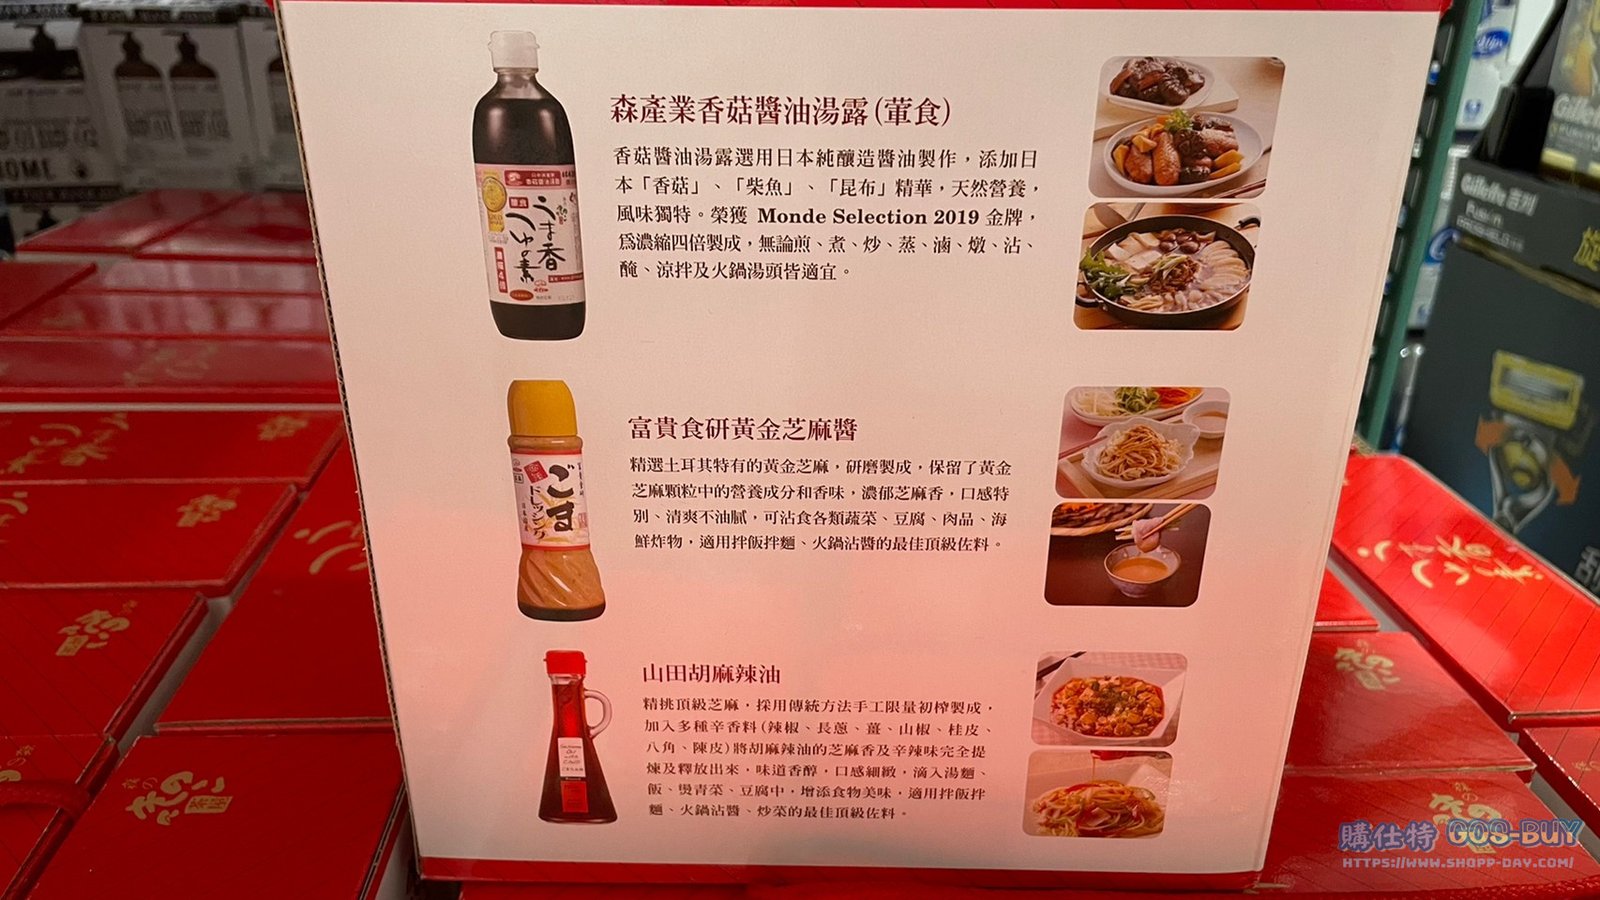 森產業香菇醬油湯露(葷食)
香菇醬油湯露選用日本純釀造醬油製作，添加日
本「香菇」、「柴魚」、「昆布」精華，天然營養，
風味獨特。榮獲 Monde Selection 2019 金牌，
爲濃縮四倍製成，無論煎、煮、炒、蒸、滷、燉、沾、
醃、涼拌及火鍋湯頭皆適宜。
うま香
つゆの素
富貴食研黃金芝麻醬
精選土耳其特有的黃金芝麻，研磨製成，保留了黃金
芝麻顆粒中的營養成分和香味，濃郁芝麻香，口感特
別、清爽不油膩，可沾食各類蔬菜、豆腐、肉品、海
鮮炸物，適用拌飯拌麵、火鍋沾醬的最佳頂級佐料。
ごま
ドレッシング
山田胡麻辣油
精挑頂級芝麻，採用傳統方法手工限量初榨製成，
加入多種辛香料(辣椒、長蔥、薑、山椒、桂皮、
八角、陳皮)將胡麻辣油的芝麻香及辛辣味完全提
煉及釋放出來，味道香醇，口感細緻，滴入湯麵、
飯、燙青菜、豆腐中，增添食物美味，適用拌飯拌
麵、火鍋沾醬、炒菜的最佳頂級佐料。
HOME
Gillette
Gillette 吉列
購仕特 GOS-BUY
HTTPS://WWW.SHOPP-DAY.COM/